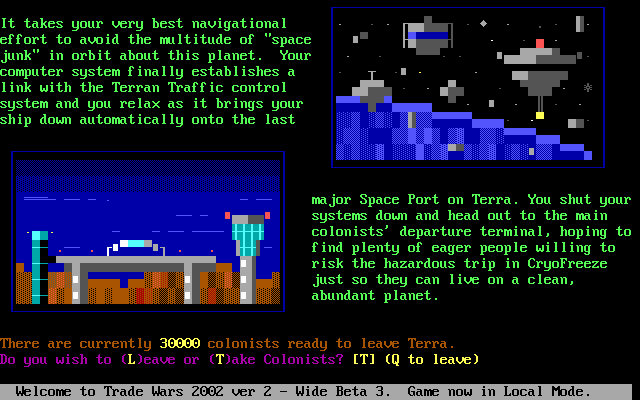 It takes your very best navigational
effort to avoid the multitude of "space
junk" in orbit about this planet.  Your
computer system finally establishes a
link with the Terran Traffic control
system and you relax as it brings your
ship down automatically onto the last
major Space Port on Terra. You shut your
systems down and head out to the main
colonists' departure terminal, hoping to
find plenty of eager people willing to
risk the hazardous trip in CryoFreeze
just so they can live on a clean,
abundant planet.
There are currently 30000 colonists ready to leave Terra.
Do you wish to (L)eave or (T)ake Colonists? [T] (Q to leave)
Welcome to Trade Wars 2002 ver 2 - Wide Beta 3.  Game now in Local Mode.